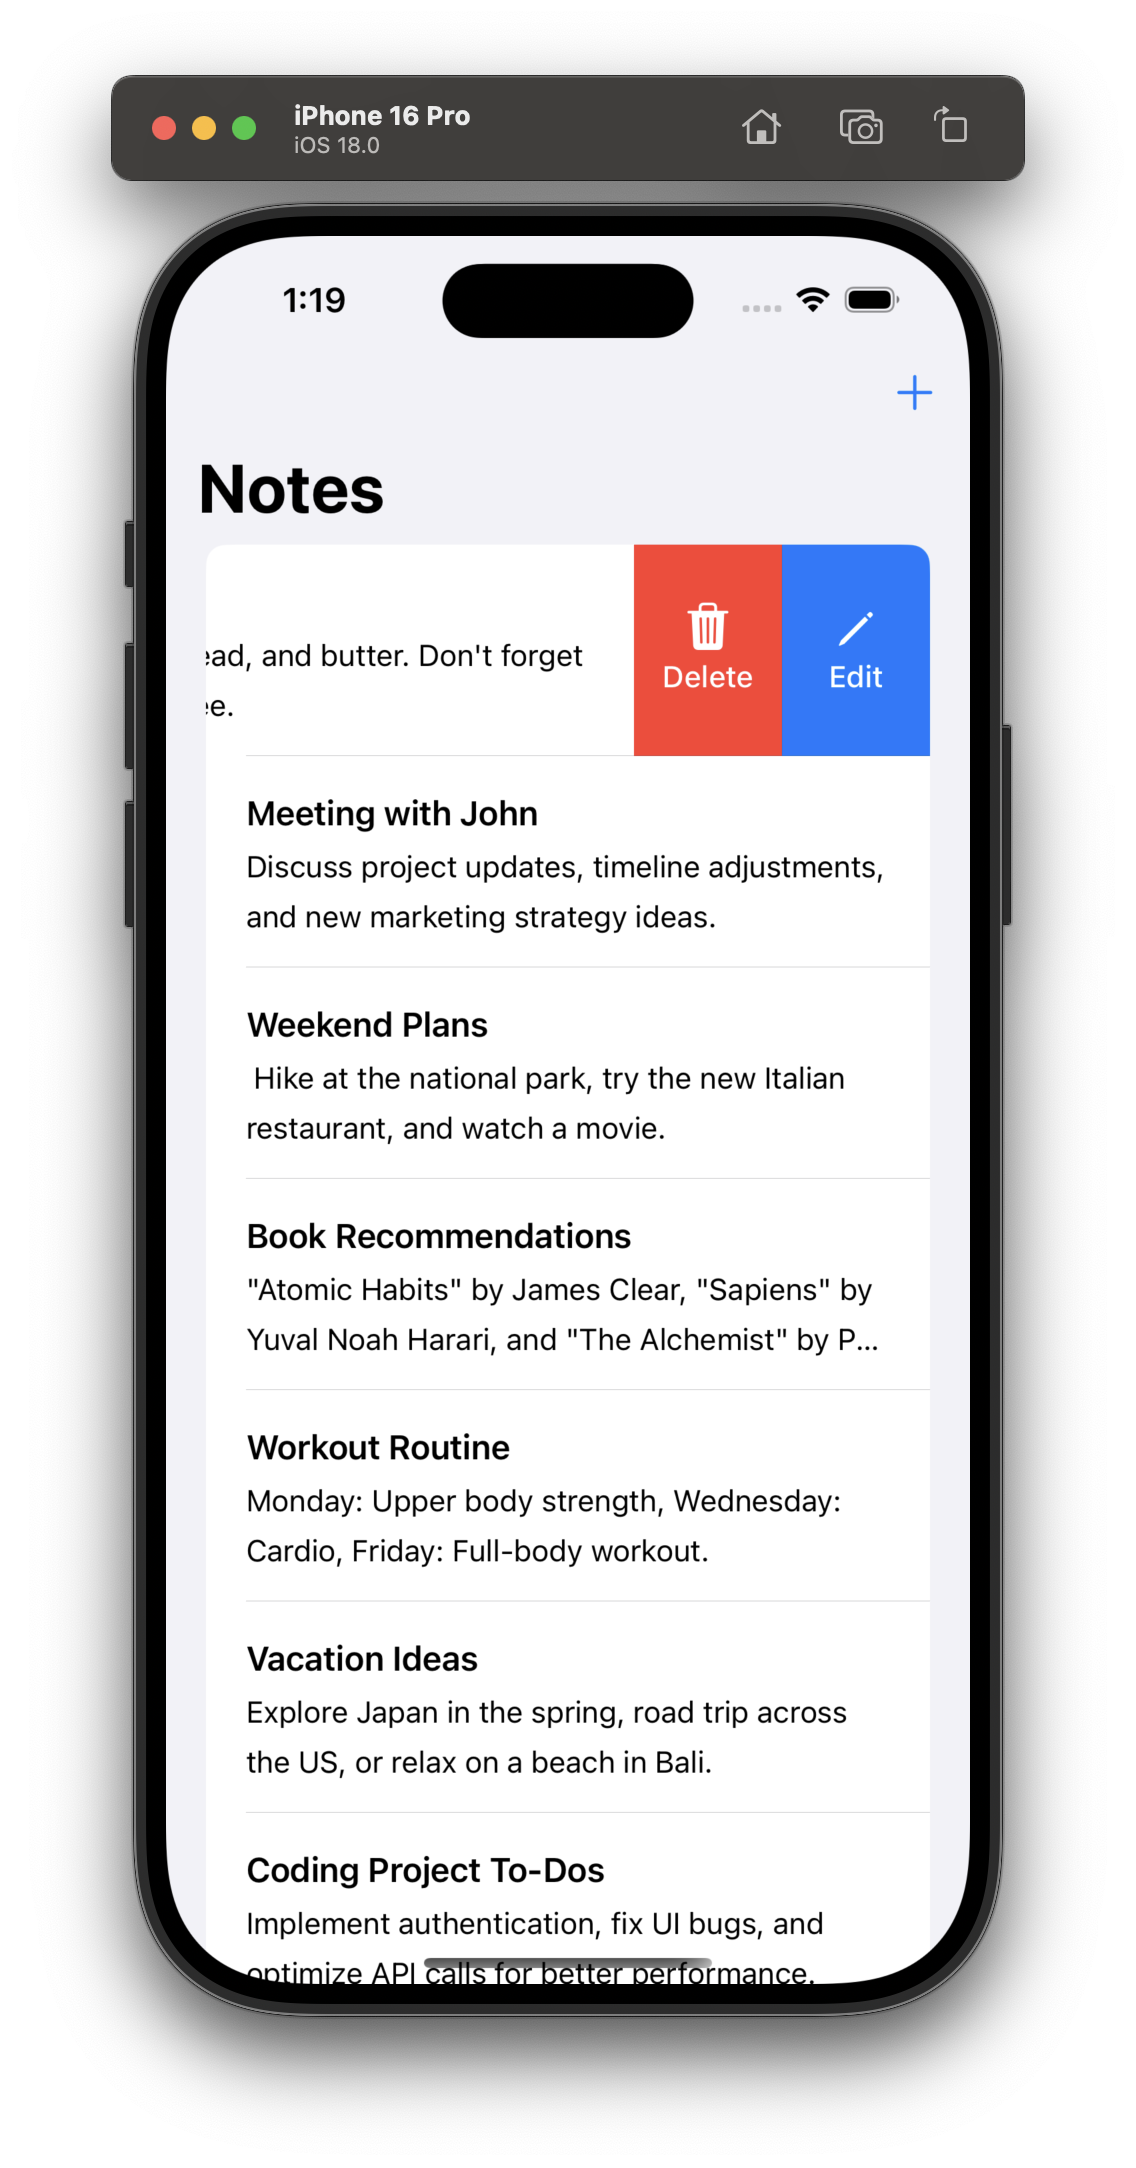 iPhone 16 Pro
iOS 18.0
1:19
Notes
and butter. Don't forget
Delete
Edit
Meeting with John
Discuss project updates, timeline adjustments,
and new marketing strategy ideas.
Weekend Plans
Hike at the national park, try the new Italian
restaurant, and watch a movie.
Book Recommendations
"Atomic Habits" by James Clear, "Sapiens" by
Yuval Noah Harari, and "The Alchemist" by P...
Workout Routine
Monday: Upper body strength, Wednesday:
Cardio, Friday: Full-body workout.
Vacation Ideas
Explore Japan in the spring, road trip across
the US, or relax on a beach in Bali.
Coding Project To-Dos
Implement authentication, fix UI bugs, and
optimize API calls for better performance.